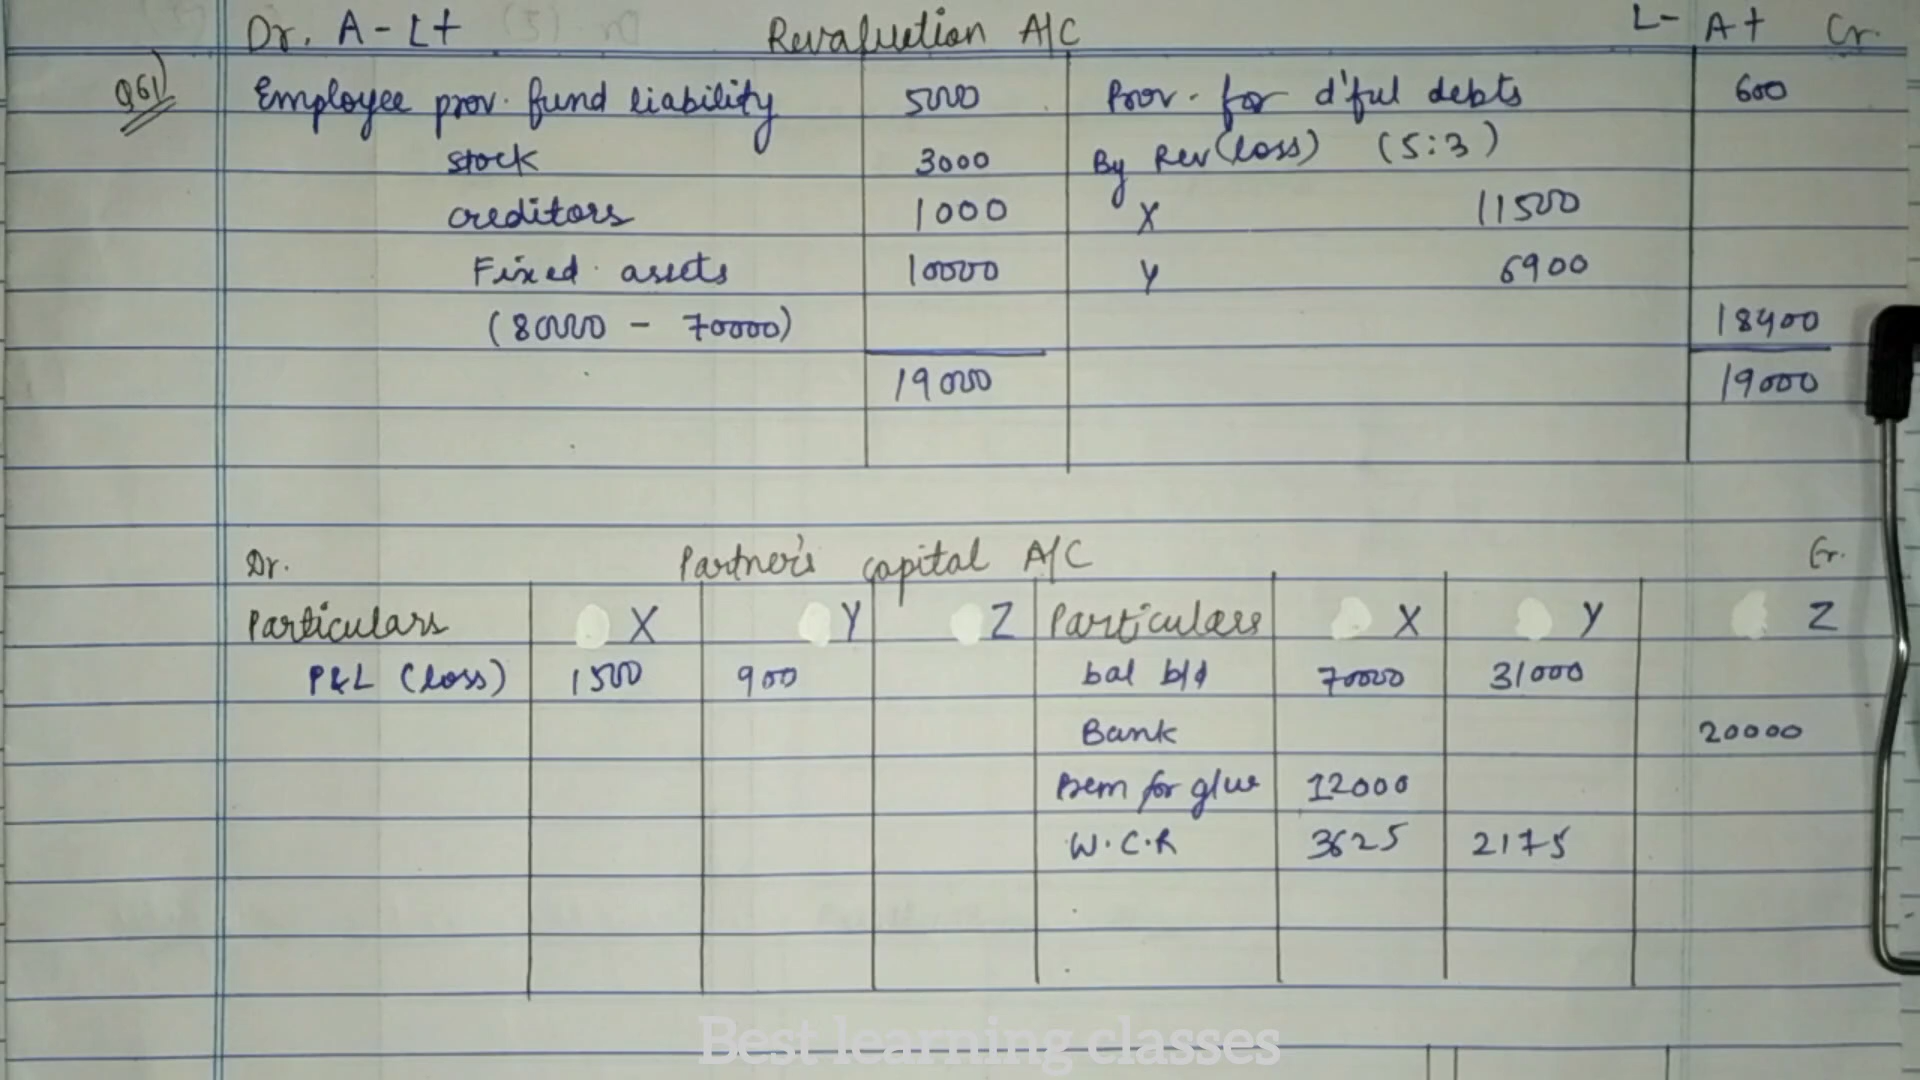 Dr. A - L+ Revaluation A/C L- A+ Cr.
Q61) Employee prov. fund liability 5000 Prov. for d'ful debts 600
stock 3000 By Rev (loss) (5:3)
creditors 1000 X 11500
Fixed assets 10000 Y 6900
(80000 - 70000) 18400
19000 19000
Dr. Partner's capital A/C Cr.
Particulars X Y Z Particulars X Y Z
P&L (loss) 1500 900 bal b/d 70000 31000
Bank 20000
Prem for g/w 12000
W.C.R 3625 2175
Best learning classes